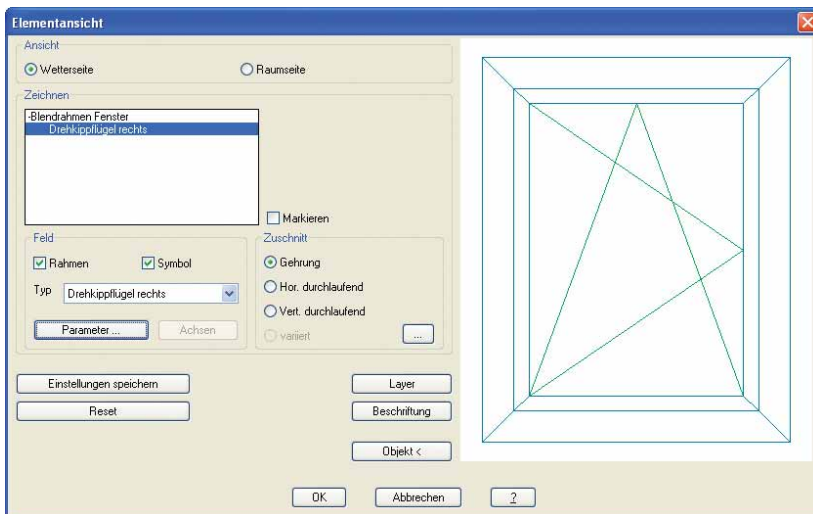 Elementansicht
Ansicht
Wetterseite
Raumseite
Zeichnen
-Blendrahmen Fenster
Drehkippflügel rechts
Markieren
Feld
Rahmen
Symbol
Typ
Drehkippflügel rechts
Parameter ...
Achsen
Zuschnitt
Gehrung
Hor. durchlaufend
Vert. durchlaufend
variiert
...
Einstellungen speichern
Layer
Reset
Beschriftung
Objekt <
OK
Abbrechen
?